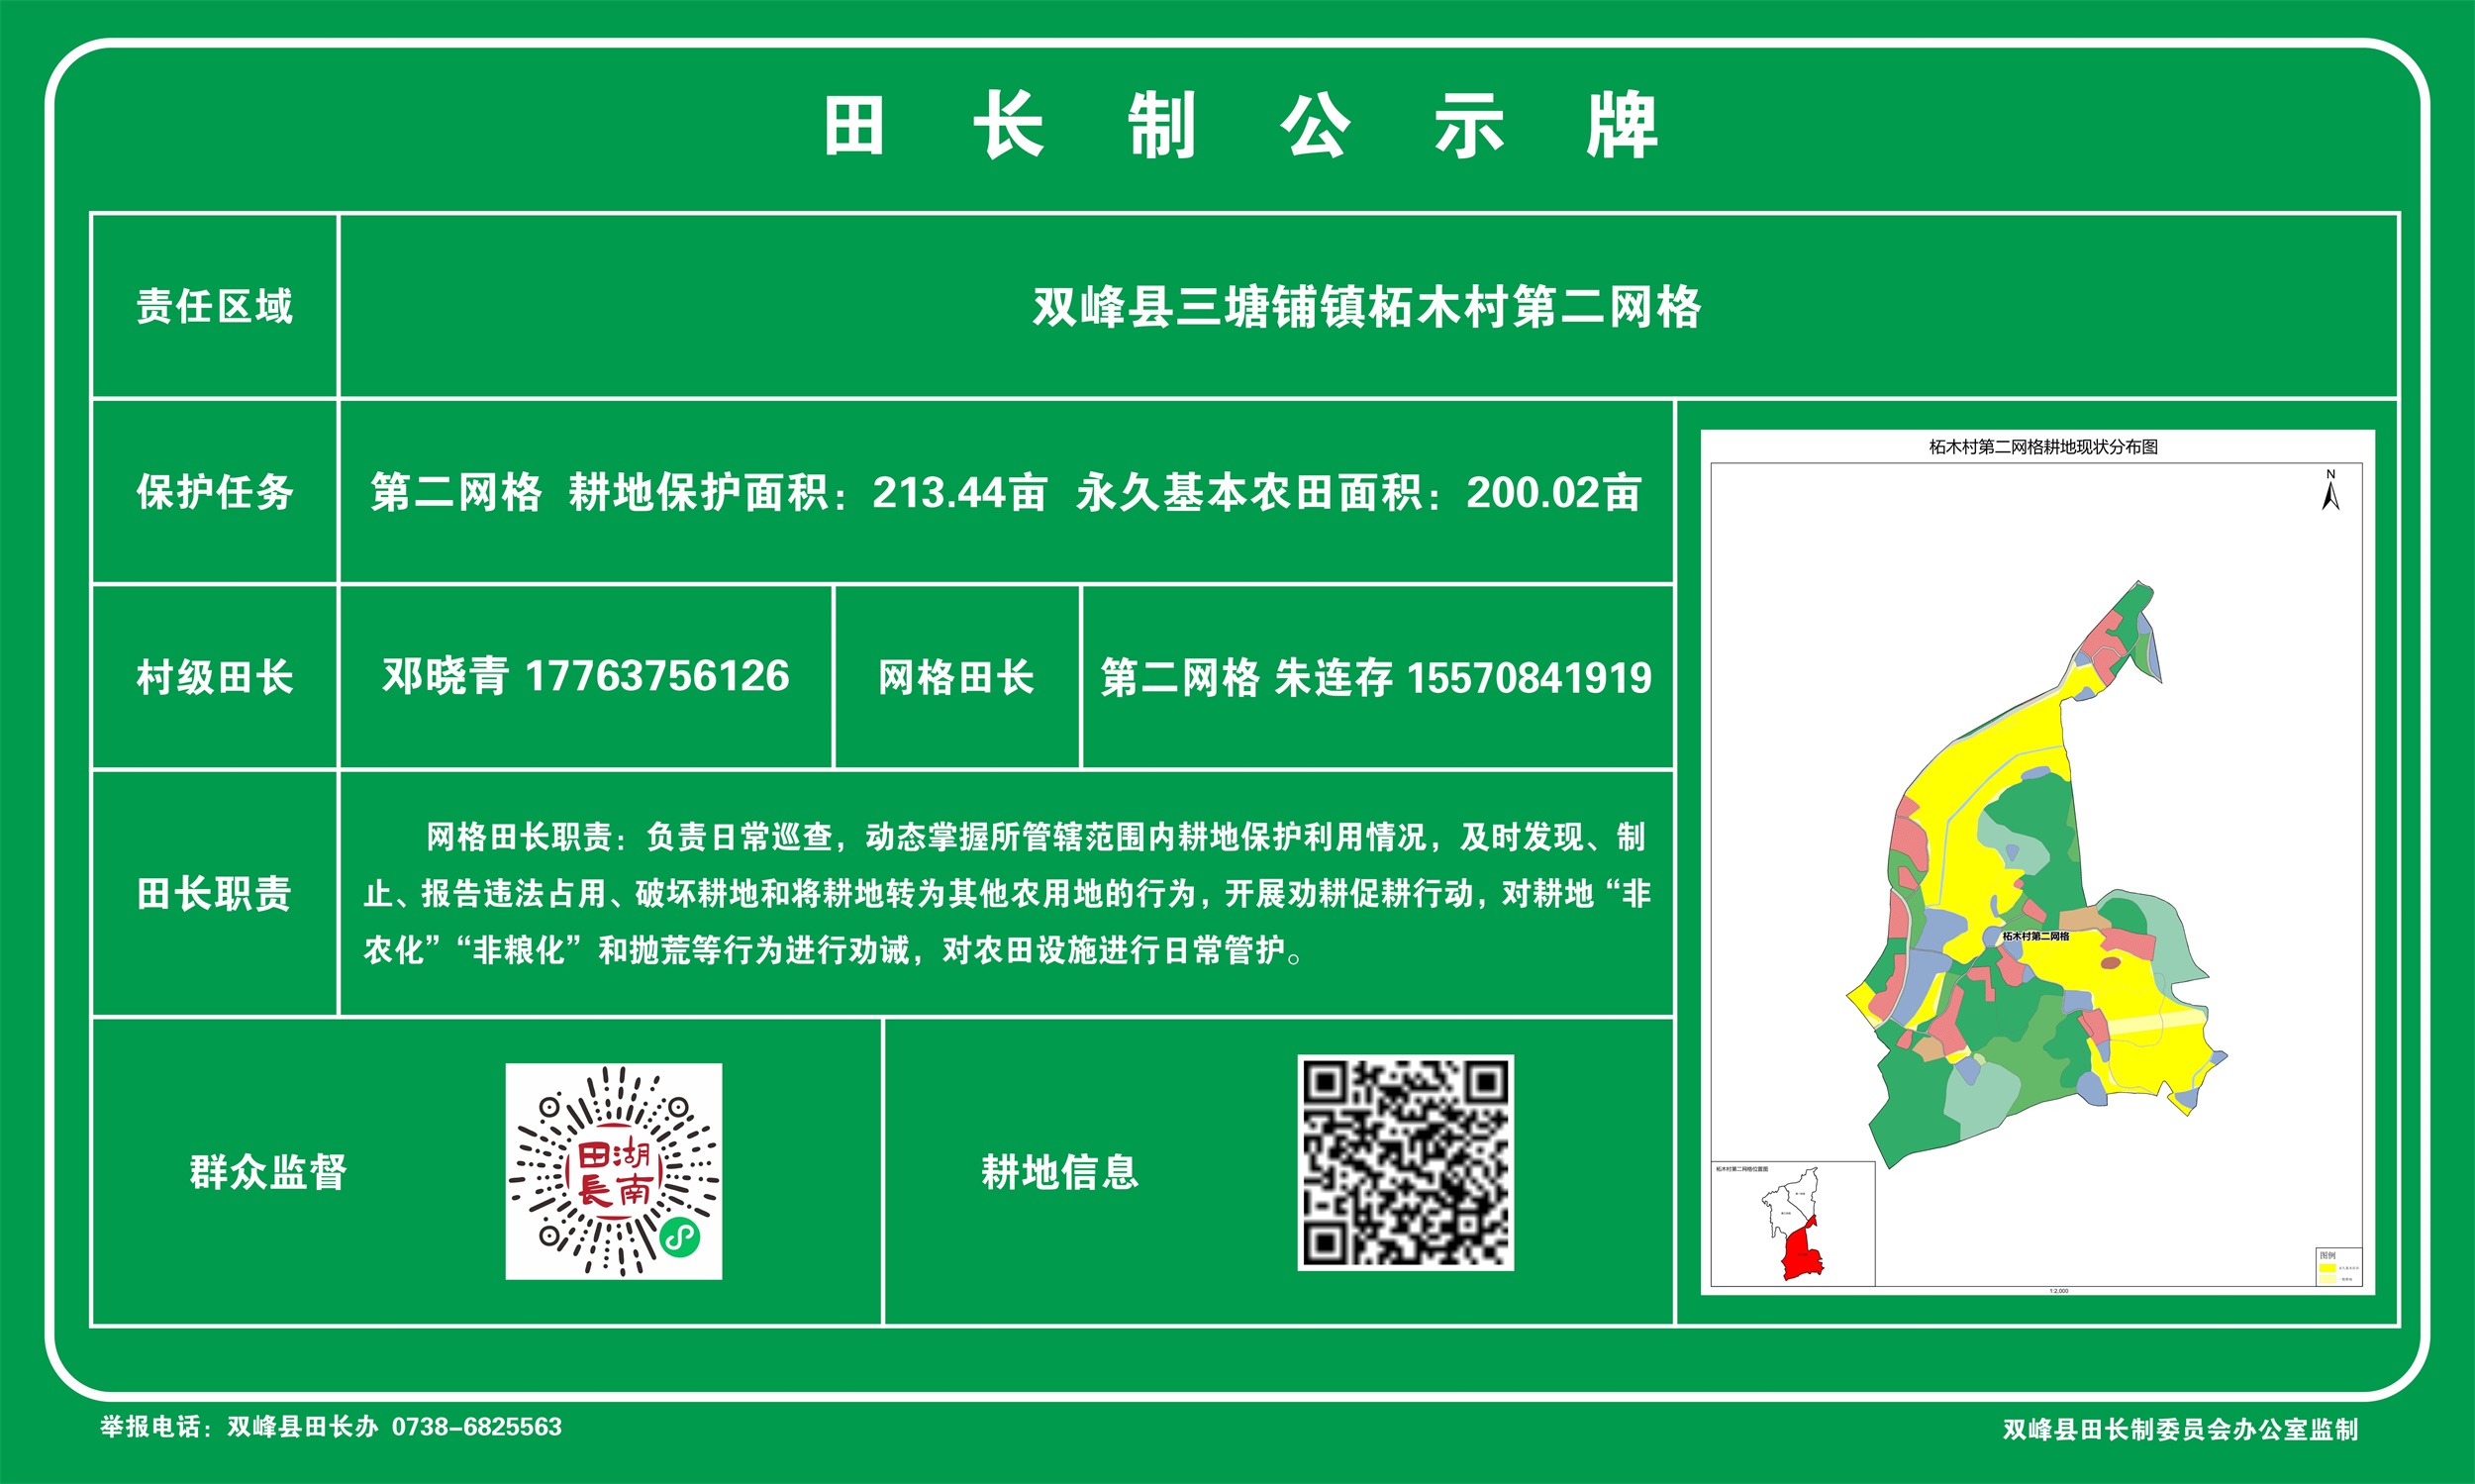 田长制公示牌
责任区域
双峰县三塘铺镇柘木村第二网格
保护任务
第二网格 耕地保护面积：213.44亩 永久基本农田面积：200.02亩
村级田长
邓晓青 17763756126
网格田长
第二网格 朱连存 15570841919
田长职责
网格田长职责：负责日常巡查，动态掌握所管辖范围内耕地保护利用情况，及时发现、制
止、报告违法占用、破坏耕地和将耕地转为其他农用地的行为，开展劝耕促耕行动，对耕地“非
农化”“非粮化”和抛荒等行为进行劝诫，对农田设施进行日常管护。
群众监督
田湖
長南
耕地信息
柘木村第二网格耕地现状分布图
N
柘木村第二网格
柘木村第二网格位置图
图例
1:2,000
举报电话：双峰县田长办 0738-6825563
双峰县田长制委员会办公室监制